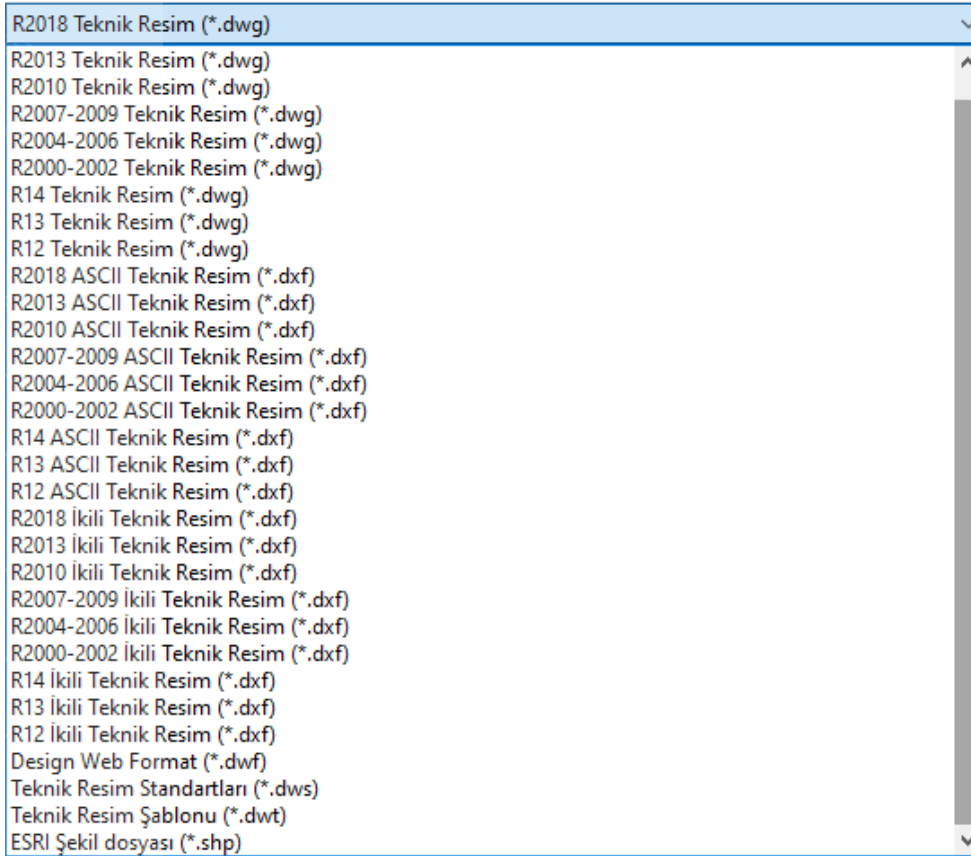 R2018 Teknik Resim (*.dwg)
R2013 Teknik Resim (*.dwg)
R2010 Teknik Resim (*.dwg)
R2007-2009 Teknik Resim (*.dwg)
R2004-2006 Teknik Resim (*.dwg)
R2000-2002 Teknik Resim (*.dwg)
R14 Teknik Resim (*.dwg)
R13 Teknik Resim (*.dwg)
R12 Teknik Resim (*.dwg)
R2018 ASCII Teknik Resim (*.dxf)
R2013 ASCII Teknik Resim (*.dxf)
R2010 ASCII Teknik Resim (*.dxf)
R2007-2009 ASCII Teknik Resim (*.dxf)
R2004-2006 ASCII Teknik Resim (*.dxf)
R2000-2002 ASCII Teknik Resim (*.dxf)
R14 ASCII Teknik Resim (*.dxf)
R13 ASCII Teknik Resim (*.dxf)
R12 ASCII Teknik Resim (*.dxf)
R2018 İkili Teknik Resim (*.dxf)
R2013 İkili Teknik Resim (*.dxf)
R2010 İkili Teknik Resim (*.dxf)
R2007-2009 İkili Teknik Resim (*.dxf)
R2004-2006 İkili Teknik Resim (*.dxf)
R2000-2002 İkili Teknik Resim (*.dxf)
R14 İkili Teknik Resim (*.dxf)
R13 İkili Teknik Resim (*.dxf)
R12 İkili Teknik Resim (*.dxf)
Design Web Format (*.dwf)
Teknik Resim Standartları (*.dws)
Teknik Resim Şablonu (*.dwt)
ESRI Şekil dosyası (*.shp)